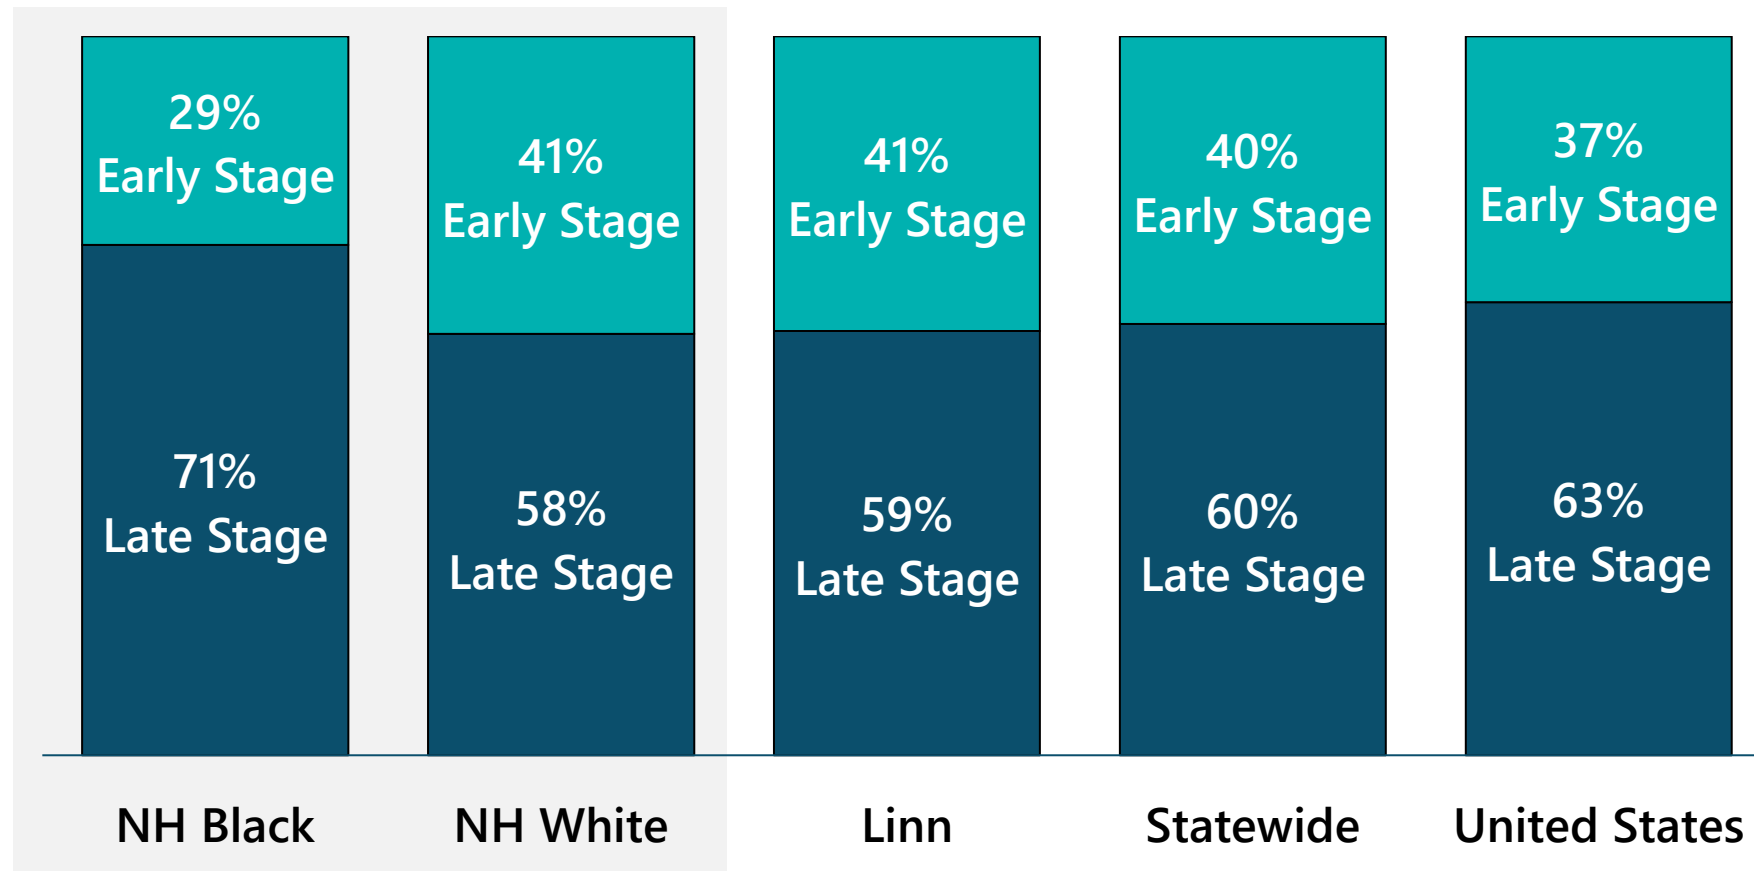 29%
Early Stage
71%
Late Stage
NH Black
41%
Early Stage
58%
Late Stage
NH White
41%
Early Stage
59%
Late Stage
Linn
40%
Early Stage
60%
Late Stage
Statewide
37%
Early Stage
63%
Late Stage
United States